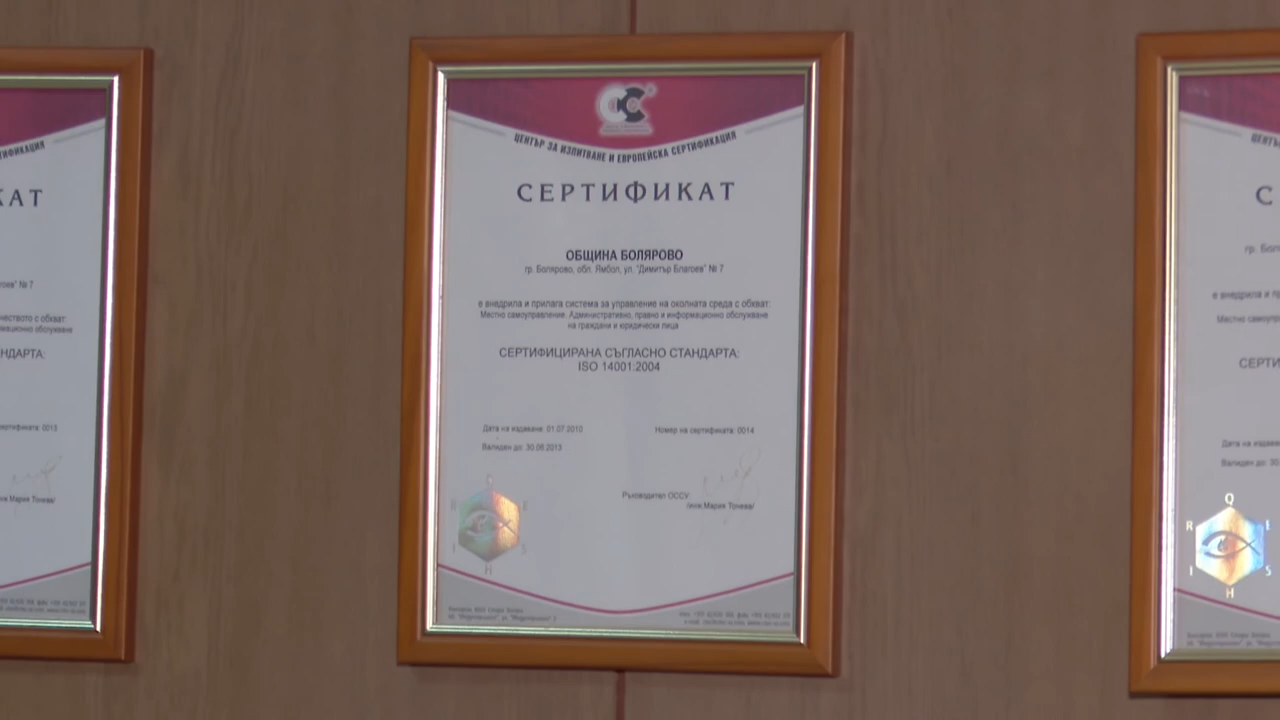 ТИФИКАЦИЯ
КАТ
№ 7
чеството с обхват:
НДАРТА:
сертификата: 0013
инж.Мария Тонева/
ЦЕНТЪР ЗА ИЗПИТВАНЕ И ЕВРОПЕЙСКА СЕРТИФИКАЦИЯ
СЕРТИФИКАТ
ОБЩИНА БОЛЯРОВО
гр. Болярово, обл. Ямбол, ул. "Димитър Благоев" № 7
е внедрила и прилага система за управление на околната среда с обхват:
Местно самоуправление. Административно, правно и информационно обслужване
на граждани и юридически лица
СЕРТИФИЦИРАНА СЪГЛАСНО СТАНДАРТА:
ISO 14001:2004
Дата на издаване: 01.07.2010
Номер на сертификата: 0014
Валиден до: 30.06.2013
Ръководител ОССУ:
/инж.Мария Тонева/
Q
R E
I S
H
С
гр. Бол
е внедрила и пр
Местно самоупр
СЕРТИ
Дата на издава
Валиден до: 30
Q
R E
I S
H